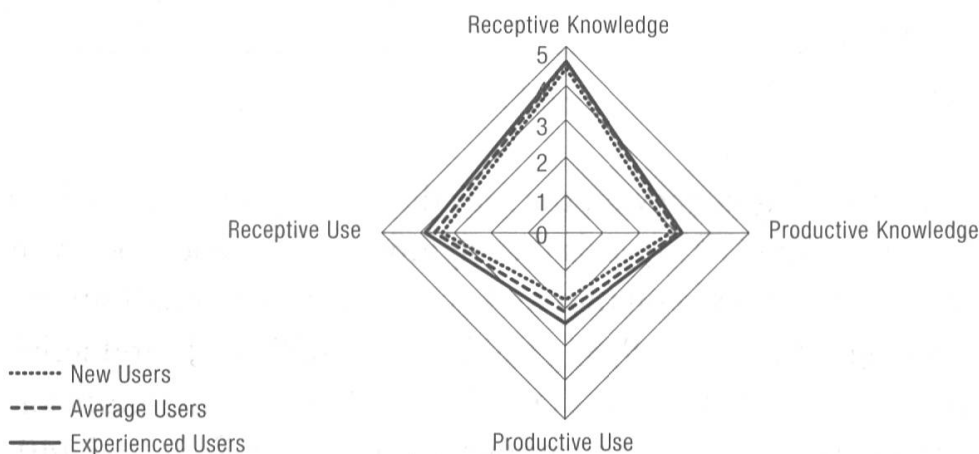 Receptive Knowledge
5
3
2
1
0
Receptive Use
Productive Knowledge
New Users
Average Users
Experienced Users
Productive Use